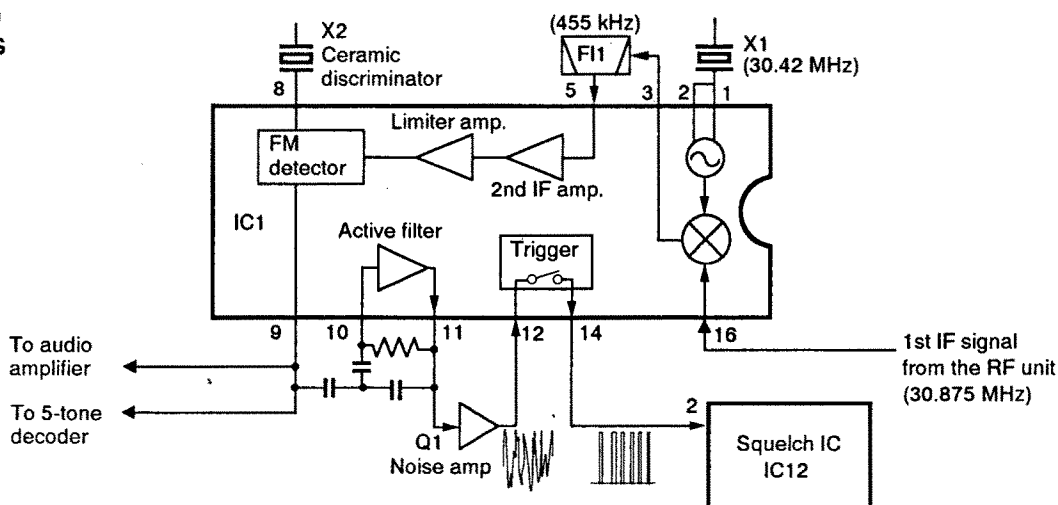 S
X2
Ceramic
discriminator
8
(455 kHz)
FI1
X1
(30.42 MHz)
5
3
2
1
Limiter amp.
FM
detector
2nd IF amp.
IC1
Active filter
Trigger
9
10
11
12
14
16
To audio
amplifier
To 5-tone
decoder
Q1
Noise amp
1st IF signal
from the RF unit
(30.875 MHz)
2
Squelch IC
IC12